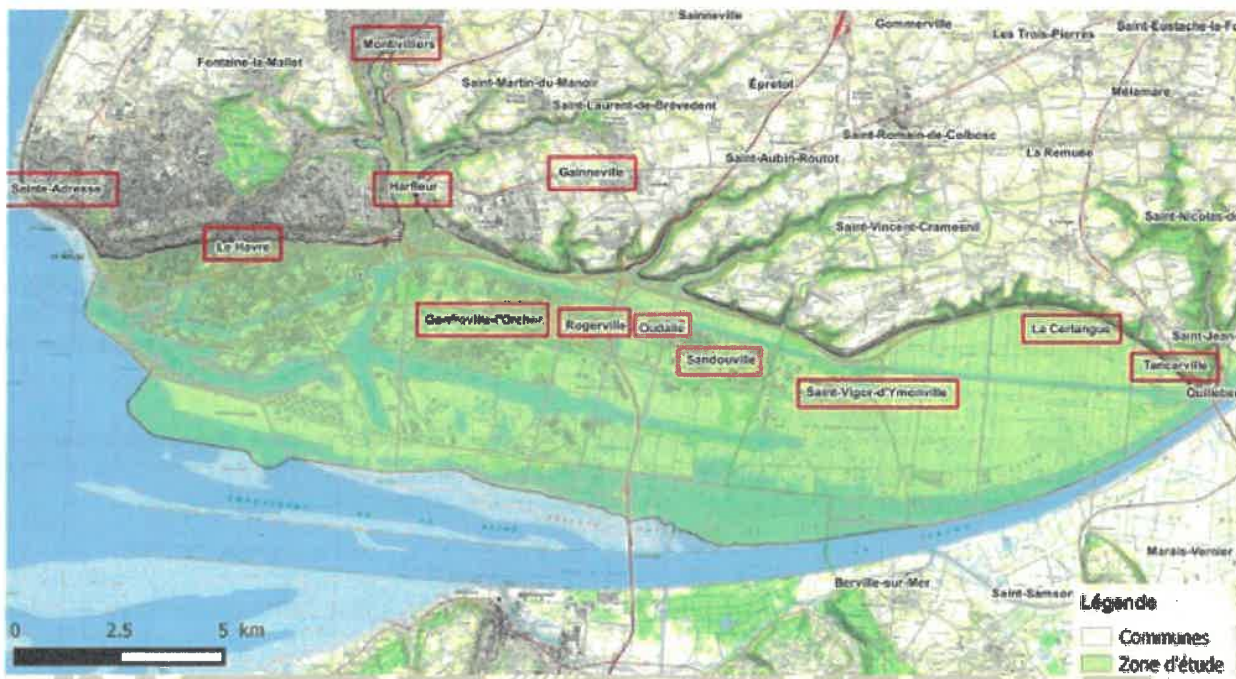 Sainneville
Gommerville
Saint-Eustache-la-Fo
Les Trois-Pierres
Montivilliers
Fontaine-la-Mallet
Saint-Martin-du-Manoir
Épretot
Mélamare
Saint-Laurent-de-Brèvedent
Saint-Romain-de-Colbosc
La Remuée
Saint-Aubin-Routot
Gainneville
Sainte-Adresse
Harfleur
Saint-Nicolas-de
Saint-Vincent-Cramesnil
Le Havre
Gonfreville-l'Orcher
Rogerville
Oudalle
La Cerlangue
Saint-Jean-
Sandouville
Tancarville
Saint-Vigor-d'Ymonville
Quillebe
Marais-Vernier
Berville-sur-Mer
Saint-Samson
Légende
0 2.5 5 km
Communes
Zone d'étude